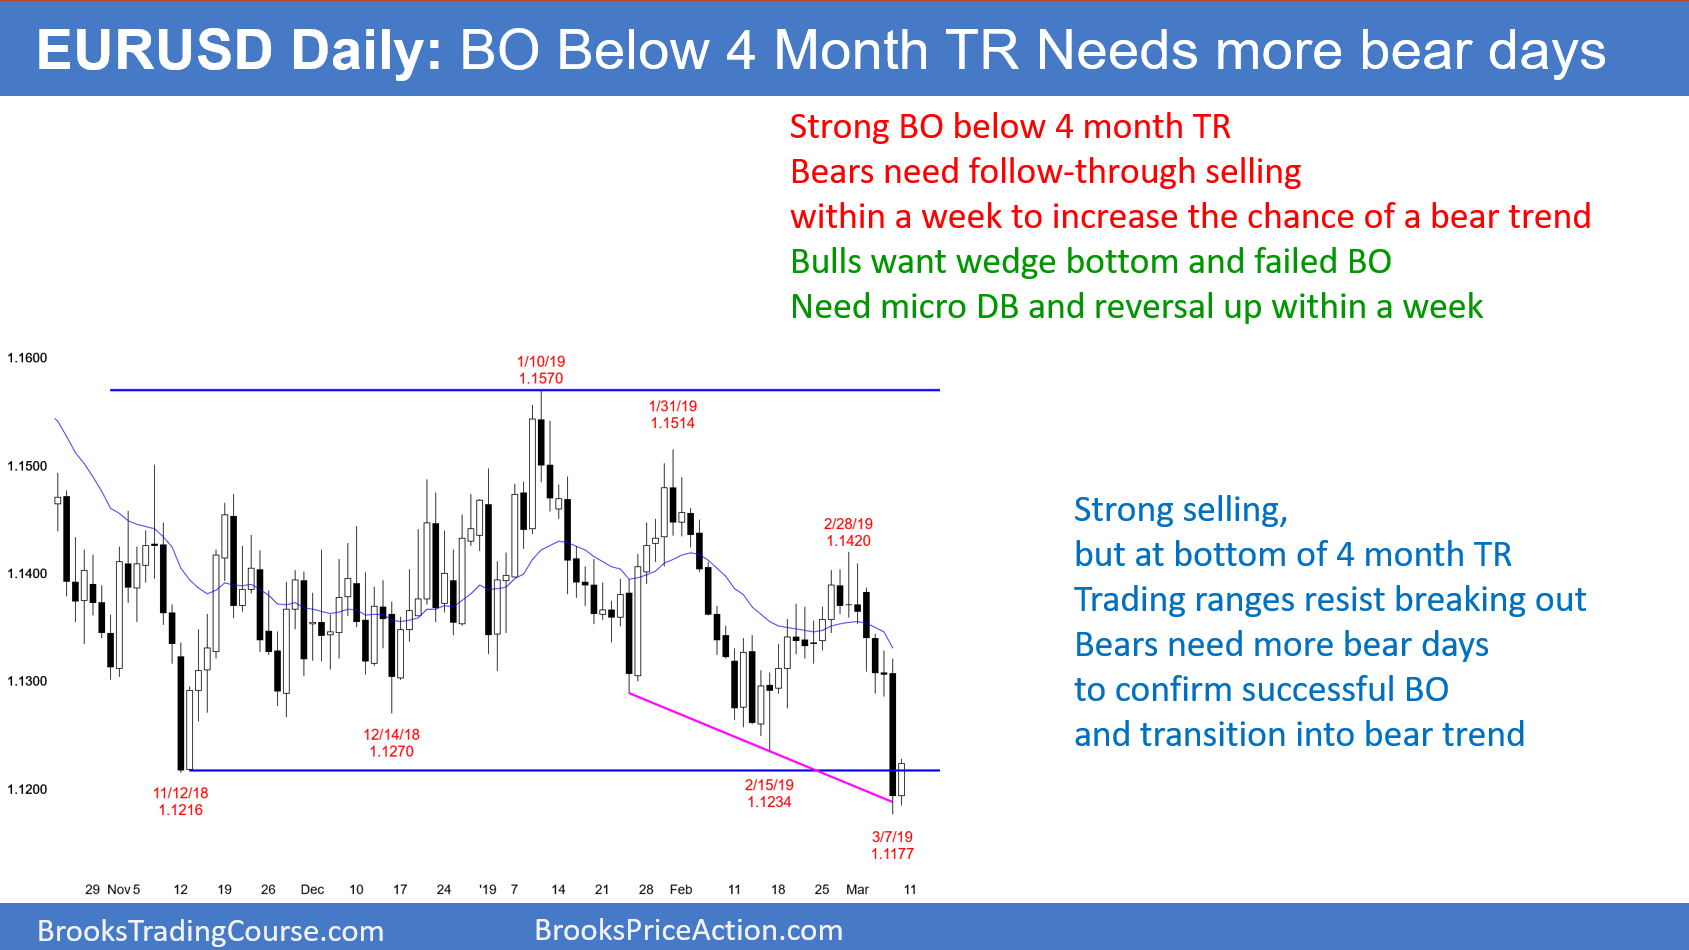 EURUSD Daily: BO Below 4 Month TR Needs more bear days
Strong BO below 4 month TR
Bears need follow-through selling
within a week to increase the chance of a bear trend
Bulls want wedge bottom and failed BO
Need micro DB and reversal up within a week
1.1600
1.1500
1.1400
1.1300
1.1200
1/10/19
1.1570
1/31/19
1.1514
2/28/19
1.1420
12/14/18
1.1270
11/12/18
1.1216
2/15/19
1.1234
3/7/19
1.1177
Strong selling,
but at bottom of 4 month TR
Trading ranges resist breaking out
Bears need more bear days
to confirm successful BO
and transition into bear trend
29 Nov 5 12 19 26 Dec 10 17 24 '19 7 14 21 28 Feb 11 18 25 Mar 11
BrooksTradingCourse.com
BrooksPriceAction.com